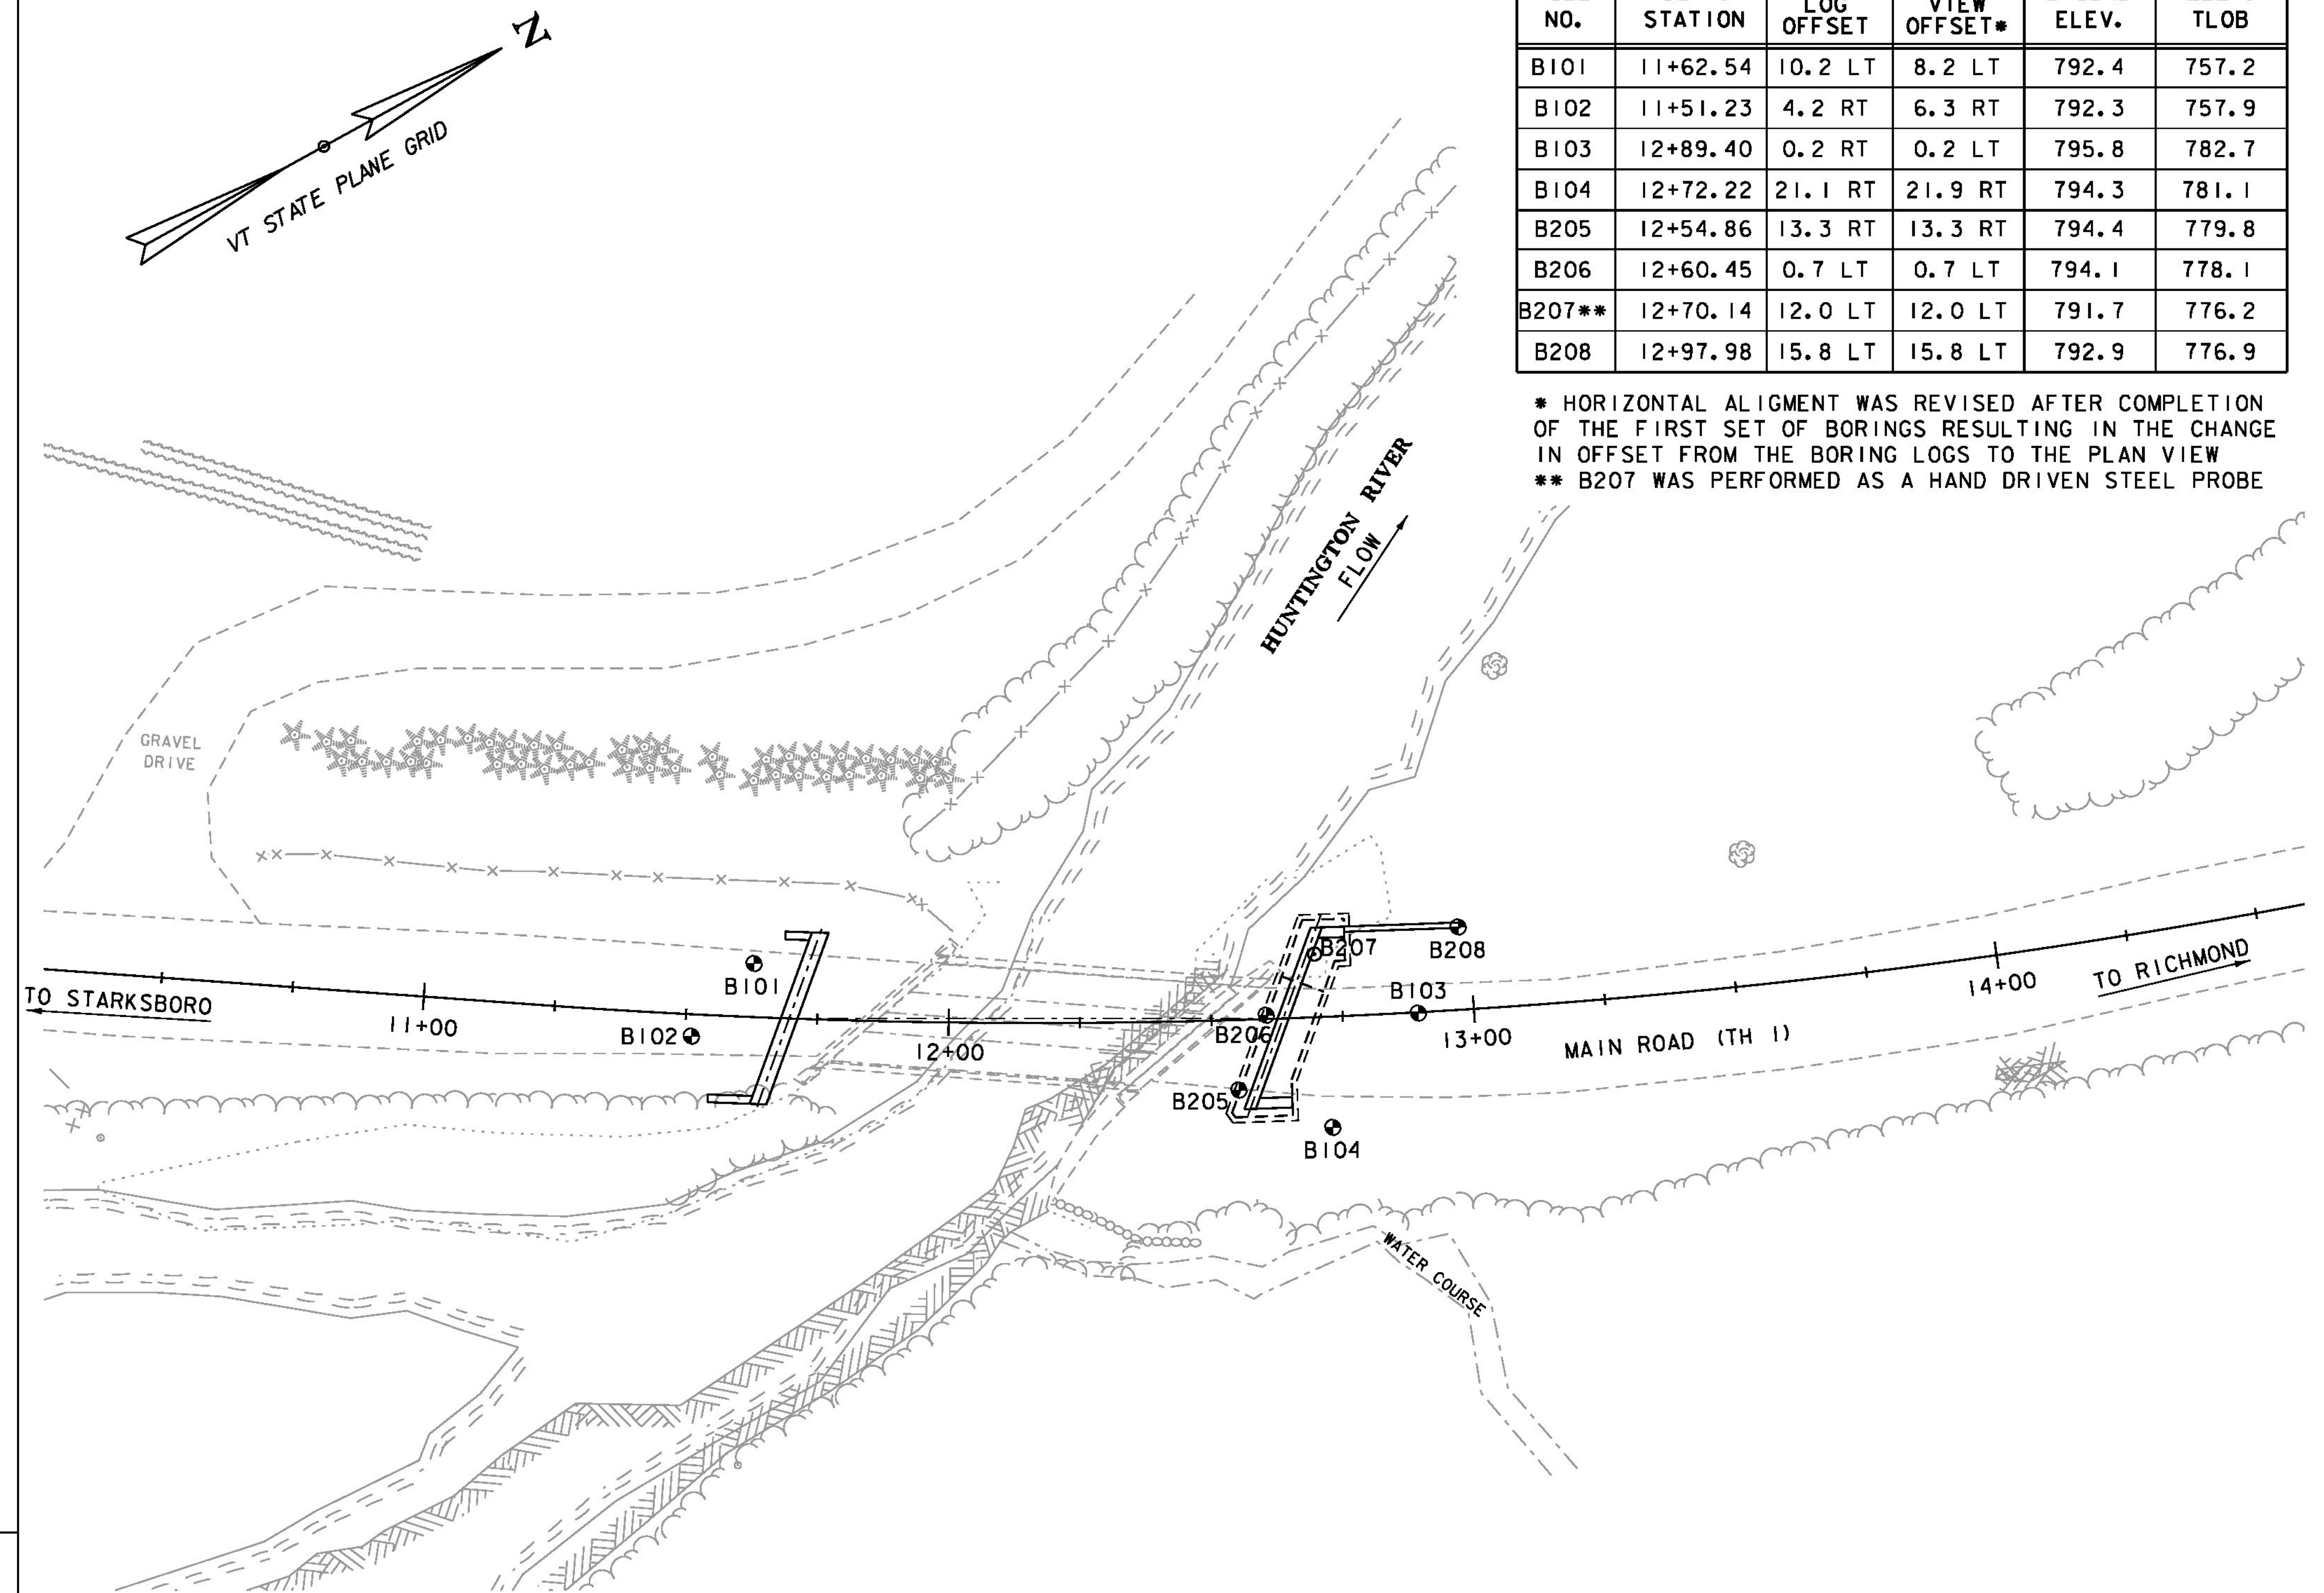 N
VT STATE PLANE GRID
NO. STATION LOG OFFSET VIEW OFFSET* ELEV. TLOB
B101 11+62.54 10.2 LT 8.2 LT 792.4 757.2
B102 11+51.23 4.2 RT 6.3 RT 792.3 757.9
B103 12+89.40 0.2 RT 0.2 LT 795.8 782.7
B104 12+72.22 21.1 RT 21.9 RT 794.3 781.1
B205 12+54.86 13.3 RT 13.3 RT 794.4 779.8
B206 12+60.45 0.7 LT 0.7 LT 794.1 778.1
B207** 12+70.14 12.0 LT 12.0 LT 791.7 776.2
B208 12+97.98 15.8 LT 15.8 LT 792.9 776.9
* HORIZONTAL ALIGMENT WAS REVISED AFTER COMPLETION
OF THE FIRST SET OF BORINGS RESULTING IN THE CHANGE
IN OFFSET FROM THE BORING LOGS TO THE PLAN VIEW
** B207 WAS PERFORMED AS A HAND DRIVEN STEEL PROBE
HUNTINGTON RIVER
FLOW
GRAVEL
DRIVE
B207
B208
B101
B103
TO STARKSBORO
11+00
B102
12+00
B206
13+00
MAIN ROAD (TH 1)
14+00
TO RICHMOND
B205
B104
WATER COURSE